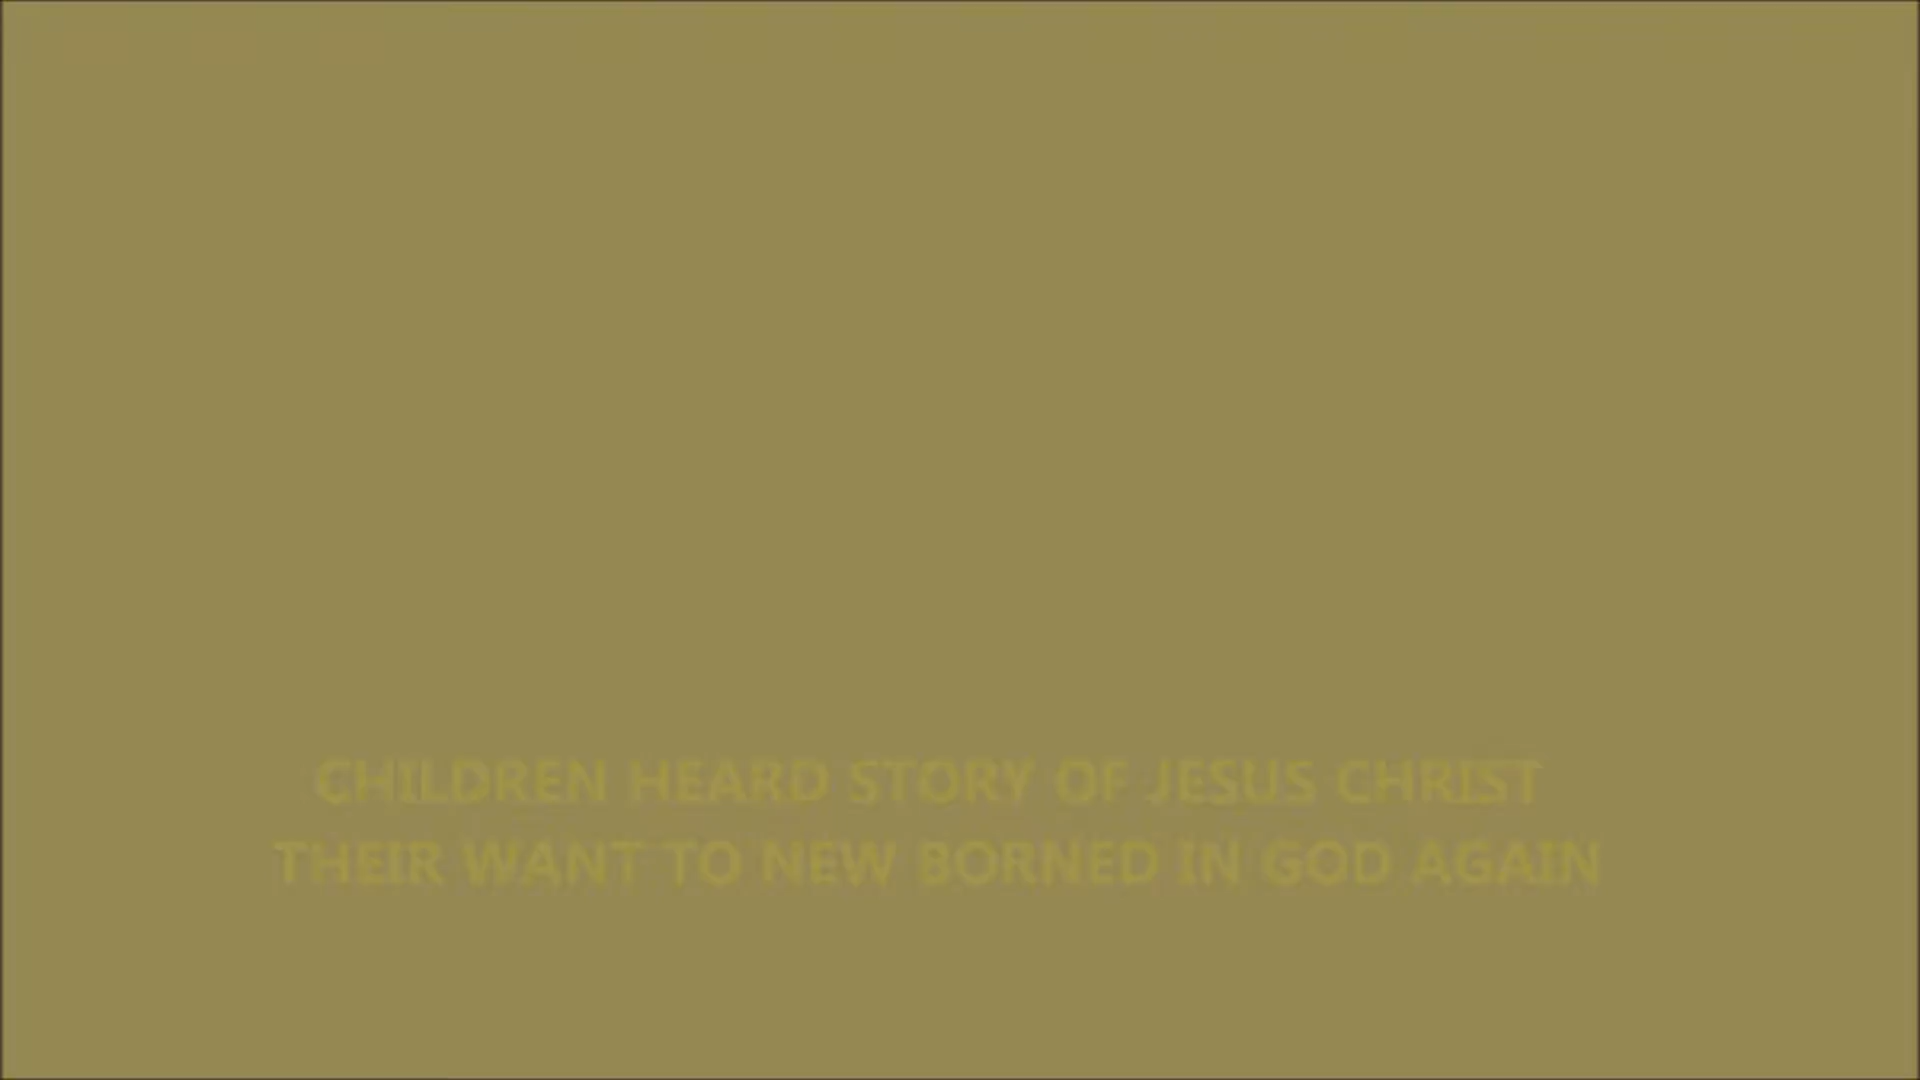 CHILDREN HEARD STORY OF JESUS CHRIST
THEIR WANT TO NEW BORNED IN GOD AGAIN